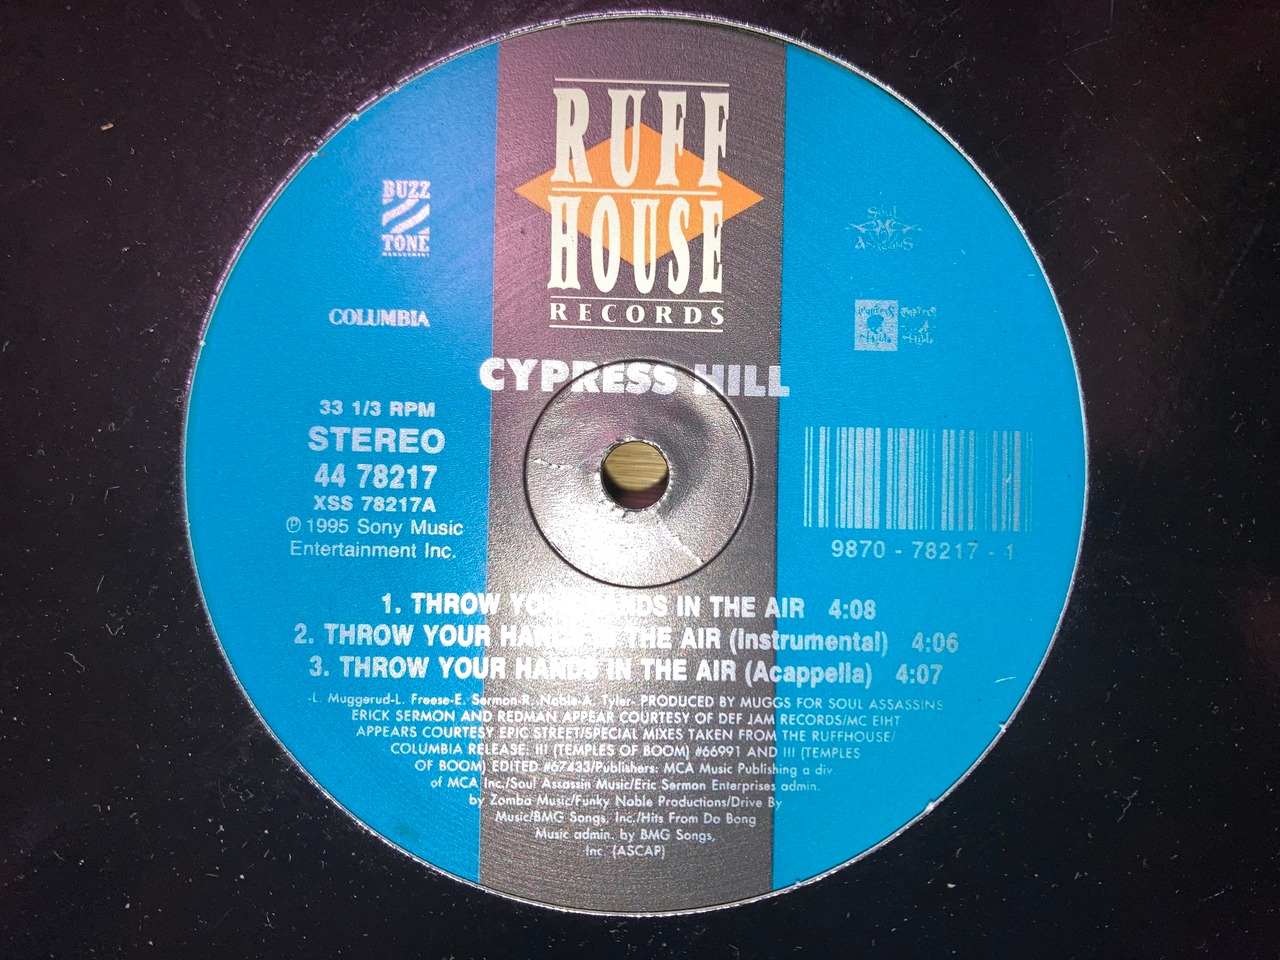 RUFF
HOUSE
RECORDS
BUZZ
TONE
MANAGEMENT
Soul
Assassins
COLUMBIA
Cypress
Hill
CYPRESS HILL
33 1/3 RPM
STEREO
44 78217
XSS 78217A
℗ 1995 Sony Music
Entertainment Inc.
9870 - 78217 - 1
1. THROW YOUR HANDS IN THE AIR 4:08
2. THROW YOUR HANDS IN THE AIR (Instrumental) 4:06
3. THROW YOUR HANDS IN THE AIR (Acappella) 4:07
-L. Muggerud-L. Freese-E. Sermon-R. Noble-A. Tyler- PRODUCED BY MUGGS FOR SOUL ASSASSINS
ERICK SERMON AND REDMAN APPEAR COURTESY OF DEF JAM RECORDS/MC EIHT
APPEARS COURTESY EPIC STREET/SPECIAL MIXES TAKEN FROM THE RUFFHOUSE/
COLUMBIA RELEASE: III (TEMPLES OF BOOM) #66991 AND III (TEMPLES
OF BOOM) EDITED #67433/Publishers: MCA Music Publishing a div.
of MCA Inc./Soul Assassin Music/Eric Sermon Enterprises admin.
by Zomba Music/Funky Noble Productions/Drive By
Music/BMG Songs, Inc./Hits From Da Bong
Music admin. by BMG Songs,
Inc. (ASCAP)